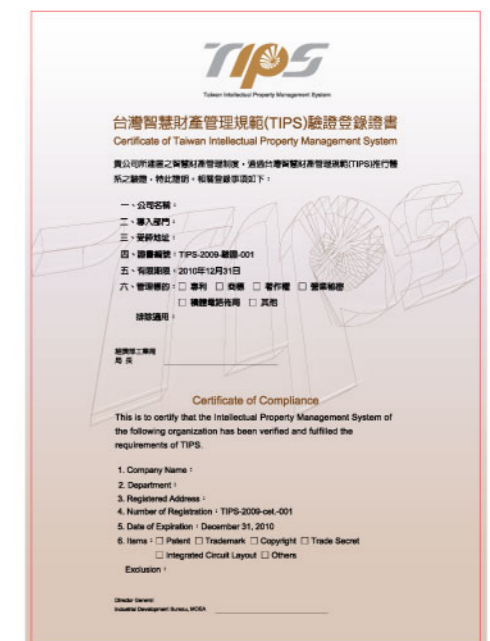 TIPS
Taiwan Intellectual Property Management System
台灣智慧財產管理規範(TIPS)驗證登錄證書
Certificate of Taiwan Intellectual Property Management System
貴公司所建置之智慧財產管理制度，通過台灣智慧財產管理規範(TIPS)推行體
系之驗證，特此證明。相關登錄事項如下：
一、公司名稱：
二、導入部門：
三、受評地址：
四、證書編號：TIPS-2009-驗證-001
五、有限期限：2010年12月31日
六、管理標的：□ 專利 □ 商標 □ 著作權 □ 營業秘密
□ 積體電路佈局 □ 其他
排除適用：
經濟部工業局
局 長
Certificate of Compliance
This is to certify that the Intellectual Property Management System of
the following organization has been verified and fulfilled the
requirements of TIPS.
1. Company Name：
2. Department：
3. Registered Address：
4. Number of Registration：TIPS-2009-cet.-001
5. Date of Expiration：December 31, 2010
6. Items：□ Patent □ Trademark □ Copyright □ Trade Secret
□ Integrated Circuit Layout □ Others
Exclusion：
Director General
Industrial Development Bureau, MOEA